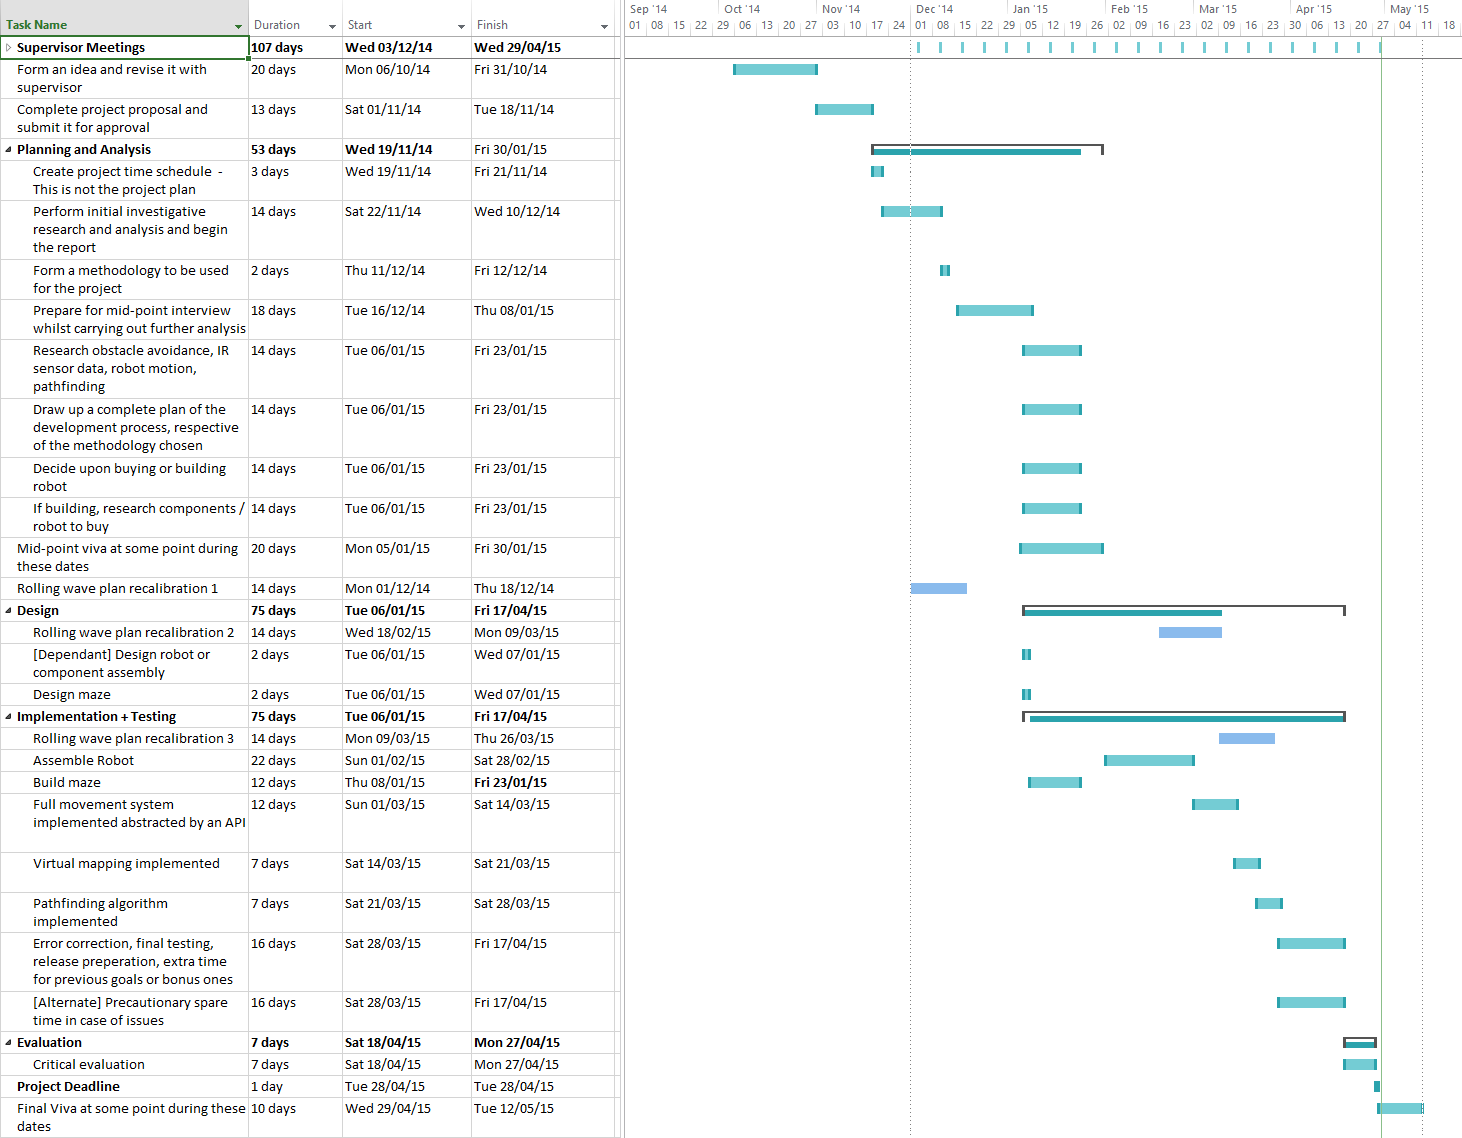 Sep '14 Oct '14 Nov '14 Dec '14 Jan '15 Feb '15 Mar '15 Apr '15 May '15
Task Name Duration Start Finish 01 08 15 22 29 06 13 20 27 03 10 17 24 01 08 15 22 29 05 12 19 26 02 09 16 23 02 09 16 23 30 06 13 20 27 04 11 18
Supervisor Meetings 107 days Wed 03/12/14 Wed 29/04/15
Form an idea and revise it with 20 days Mon 06/10/14 Fri 31/10/14
supervisor
Complete project proposal and 13 days Sat 01/11/14 Tue 18/11/14
submit it for approval
Planning and Analysis 53 days Wed 19/11/14 Fri 30/01/15
Create project time schedule - 3 days Wed 19/11/14 Fri 21/11/14
This is not the project plan
Perform initial investigative 14 days Sat 22/11/14 Wed 10/12/14
research and analysis and begin
the report
Form a methodology to be used 2 days Thu 11/12/14 Fri 12/12/14
for the project
Prepare for mid-point interview 18 days Tue 16/12/14 Thu 08/01/15
whilst carrying out further analysis
Research obstacle avoidance, IR 14 days Tue 06/01/15 Fri 23/01/15
sensor data, robot motion,
pathfinding
Draw up a complete plan of the 14 days Tue 06/01/15 Fri 23/01/15
development process, respective
of the methodology chosen
Decide upon buying or building 14 days Tue 06/01/15 Fri 23/01/15
robot
If building, research components / 14 days Tue 06/01/15 Fri 23/01/15
robot to buy
Mid-point viva at some point during 20 days Mon 05/01/15 Fri 30/01/15
these dates
Rolling wave plan recalibration 1 14 days Mon 01/12/14 Thu 18/12/14
Design 75 days Tue 06/01/15 Fri 17/04/15
Rolling wave plan recalibration 2 14 days Wed 18/02/15 Mon 09/03/15
[Dependant] Design robot or 2 days Tue 06/01/15 Wed 07/01/15
component assembly
Design maze 2 days Tue 06/01/15 Wed 07/01/15
Implementation + Testing 75 days Tue 06/01/15 Fri 17/04/15
Rolling wave plan recalibration 3 14 days Mon 09/03/15 Thu 26/03/15
Assemble Robot 22 days Sun 01/02/15 Sat 28/02/15
Build maze 12 days Thu 08/01/15 Fri 23/01/15
Full movement system 12 days Sun 01/03/15 Sat 14/03/15
implemented abstracted by an API
Virtual mapping implemented 7 days Sat 14/03/15 Sat 21/03/15
Pathfinding algorithm 7 days Sat 21/03/15 Sat 28/03/15
implemented
Error correction, final testing, 16 days Sat 28/03/15 Fri 17/04/15
release preperation, extra time
for previous goals or bonus ones
[Alternate] Precautionary spare 16 days Sat 28/03/15 Fri 17/04/15
time in case of issues
Evaluation 7 days Sat 18/04/15 Mon 27/04/15
Critical evaluation 7 days Sat 18/04/15 Mon 27/04/15
Project Deadline 1 day Tue 28/04/15 Tue 28/04/15
Final Viva at some point during these 10 days Wed 29/04/15 Tue 12/05/15
dates